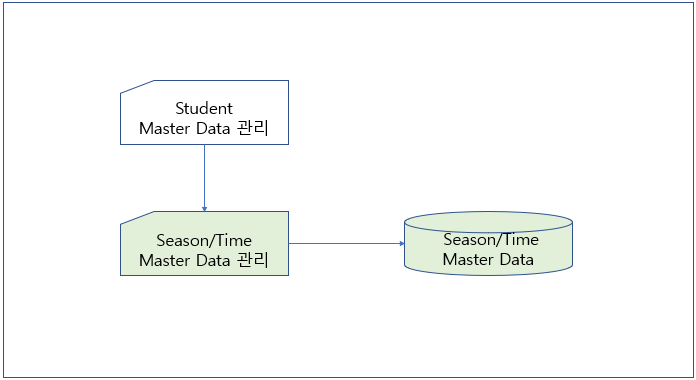 Student
Master Data 관리
Season/Time
Master Data 관리
Season/Time
Master Data